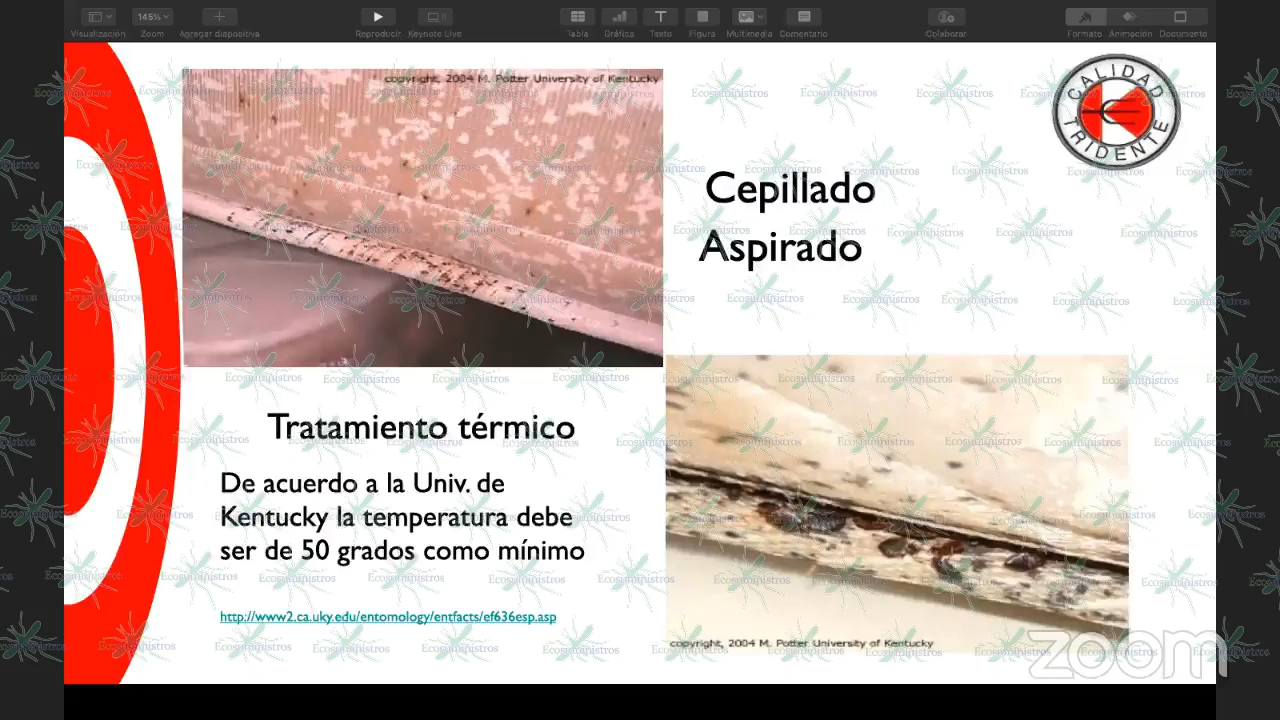 Visualización
Zoom
Agregar diapositiva
Reproducir
Keynote Live
Tabla
Gráfica
Texto
Figura
Multimedia
Comentario
Colaborar
Formato
Animación
Documento
145%
copyright, 2004 M. Potter University of Kentucky
CALIDAD
TRIDENTE
Cepillado
Aspirado
Tratamiento térmico
De acuerdo a la Univ. de
Kentucky la temperatura debe
ser de 50 grados como mínimo
http://www2.ca.uky.edu/entomology/entfacts/ef636esp.asp
copyright, 2004 M. Potter University of Kentucky
Ecosuministros
zoom